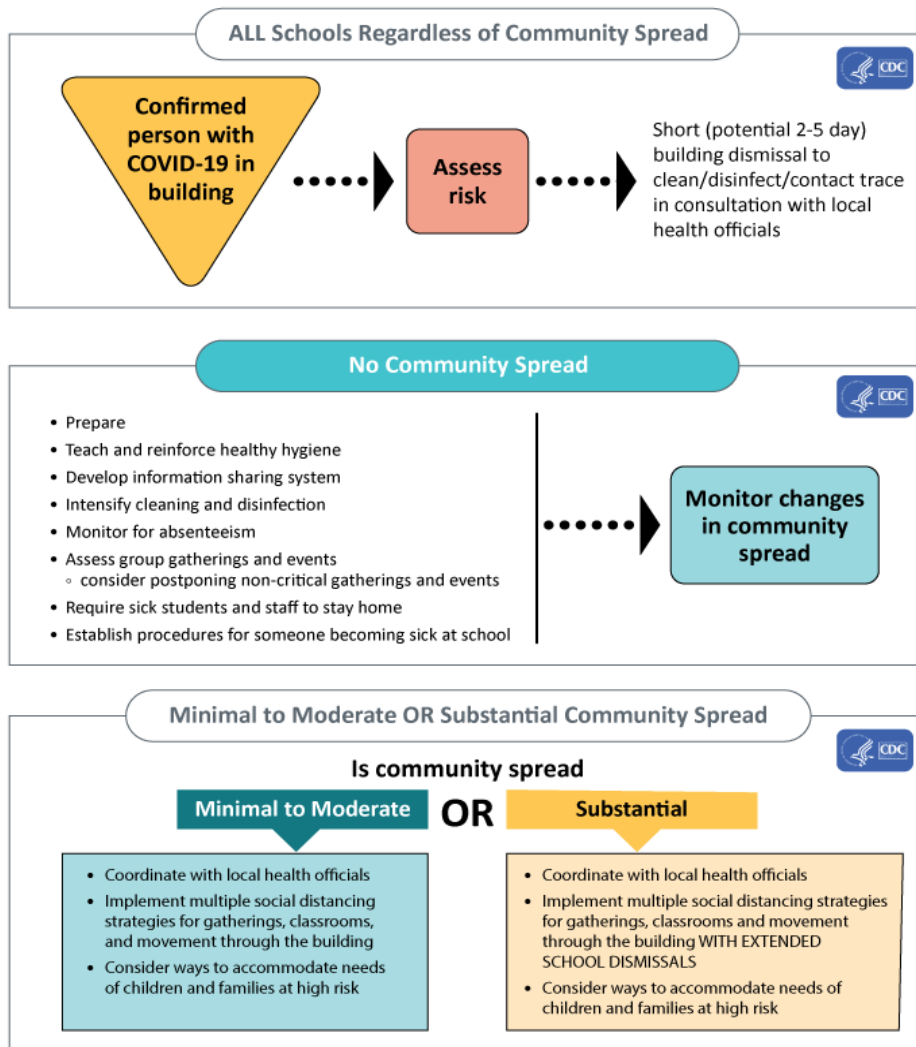 ALL Schools Regardless of Community Spread
CDC
Confirmed
person with
COVID-19 in
building
Assess
risk
Short (potential 2-5 day)
building dismissal to
clean/disinfect/contact trace
in consultation with local
health officials
No Community Spread
CDC
• Prepare
• Teach and reinforce healthy hygiene
• Develop information sharing system
• Intensify cleaning and disinfection
• Monitor for absenteeism
• Assess group gatherings and events
◦ consider postponing non-critical gatherings and events
• Require sick students and staff to stay home
• Establish procedures for someone becoming sick at school
Monitor changes
in community
spread
Minimal to Moderate OR Substantial Community Spread
CDC
Is community spread
Minimal to Moderate
OR
Substantial
• Coordinate with local health officials
• Implement multiple social distancing
strategies for gatherings, classrooms,
and movement through the building
• Consider ways to accommodate needs
of children and families at high risk
• Coordinate with local health officials
• Implement multiple social distancing strategies
for gatherings, classrooms and movement
through the building WITH EXTENDED
SCHOOL DISMISSALS
• Consider ways to accommodate needs of
children and families at high risk